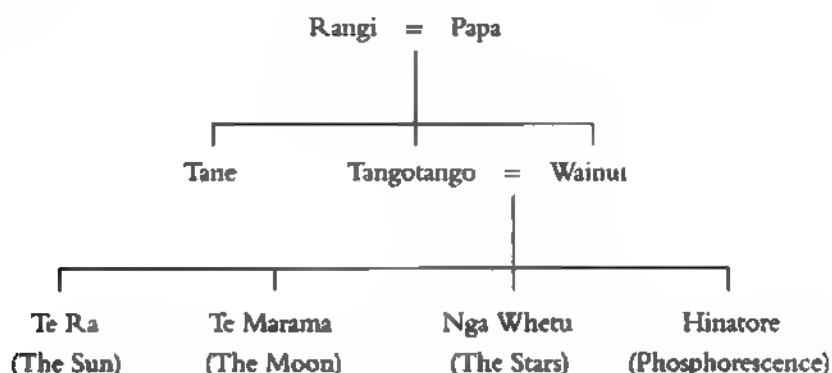 Rangi = Papa
Tane Tangotango = Wainui
Te Ra Te Marama Nga Whetu Hinatore
(The Sun) (The Moon) (The Stars) (Phosphorescence)